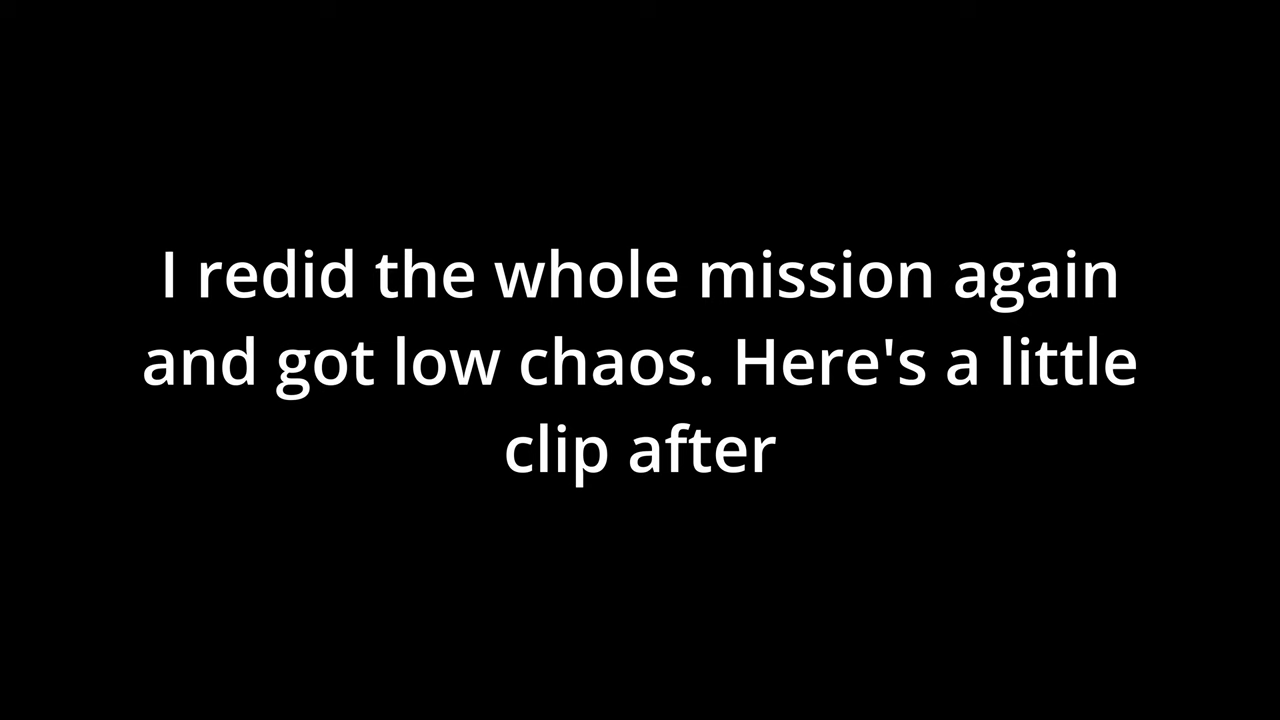 I redid the whole mission again
and got low chaos. Here's a little
clip after